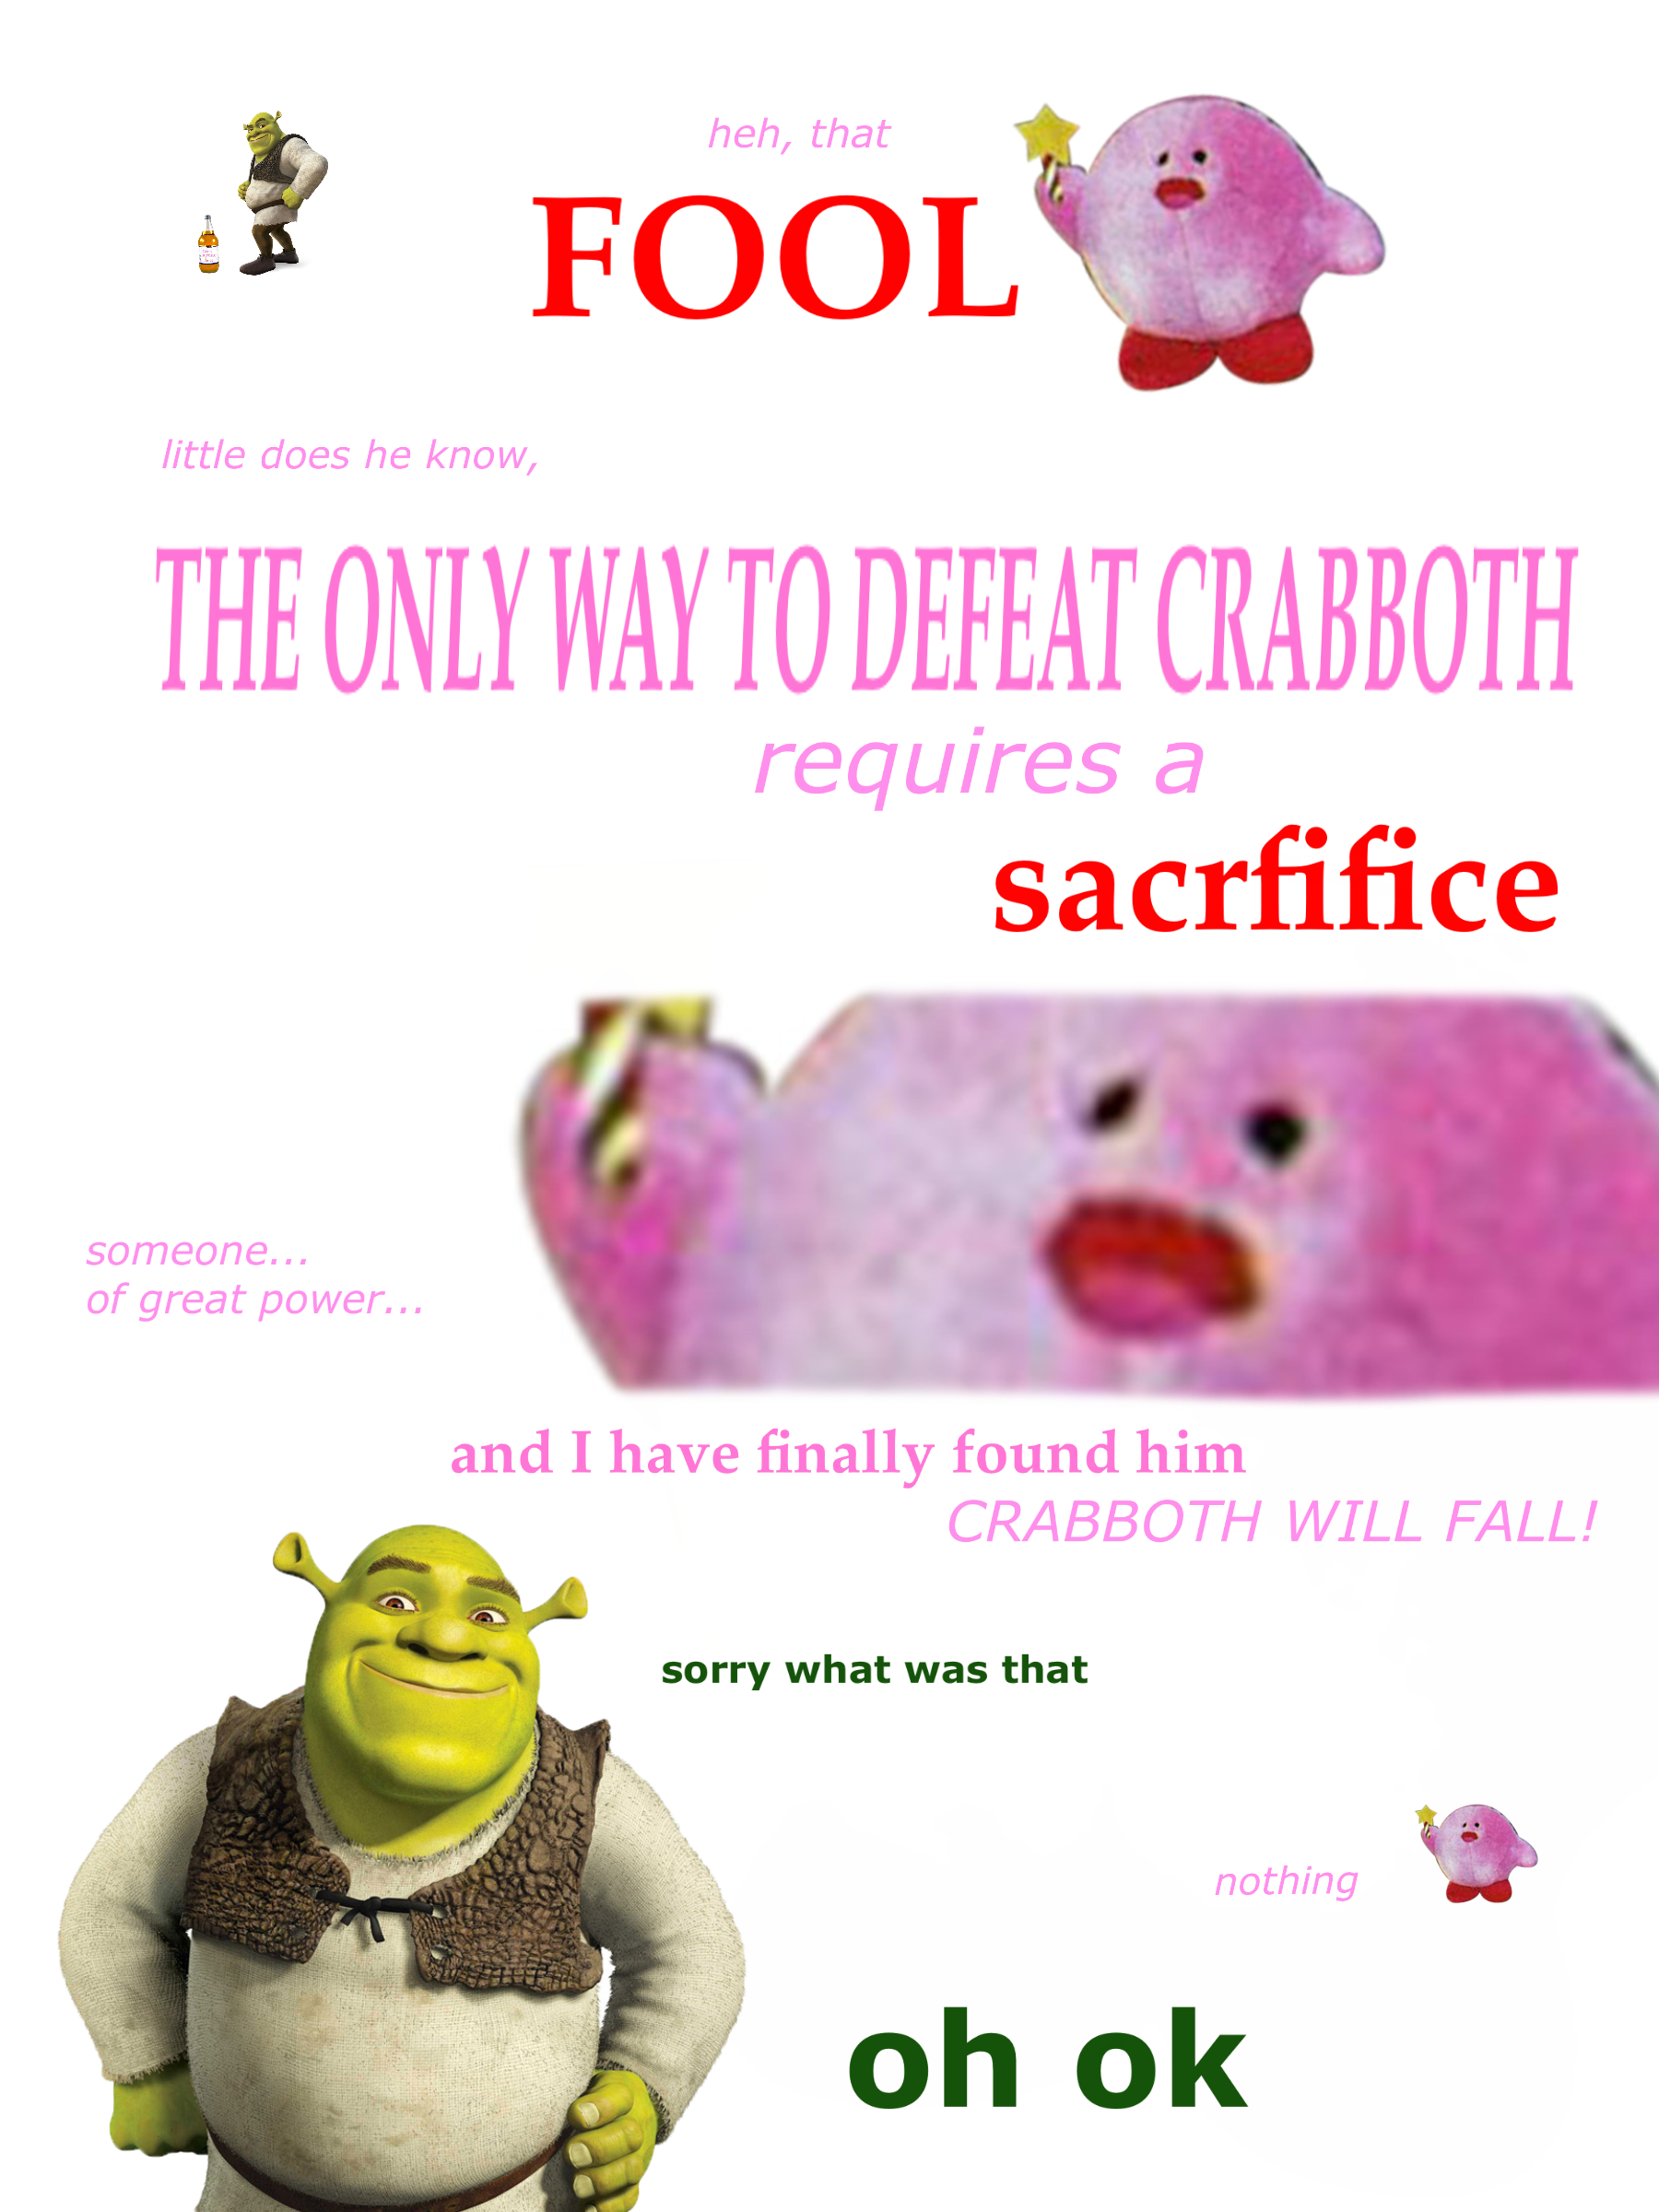 heh, that
FOOL
little does he know,
THE ONLY WAY TO DEFEAT CRABBOTH
requires a
sacrfifice
someone...
of great power...
and I have finally found him
CRABBOTH WILL FALL!
sorry what was that
nothing
oh ok